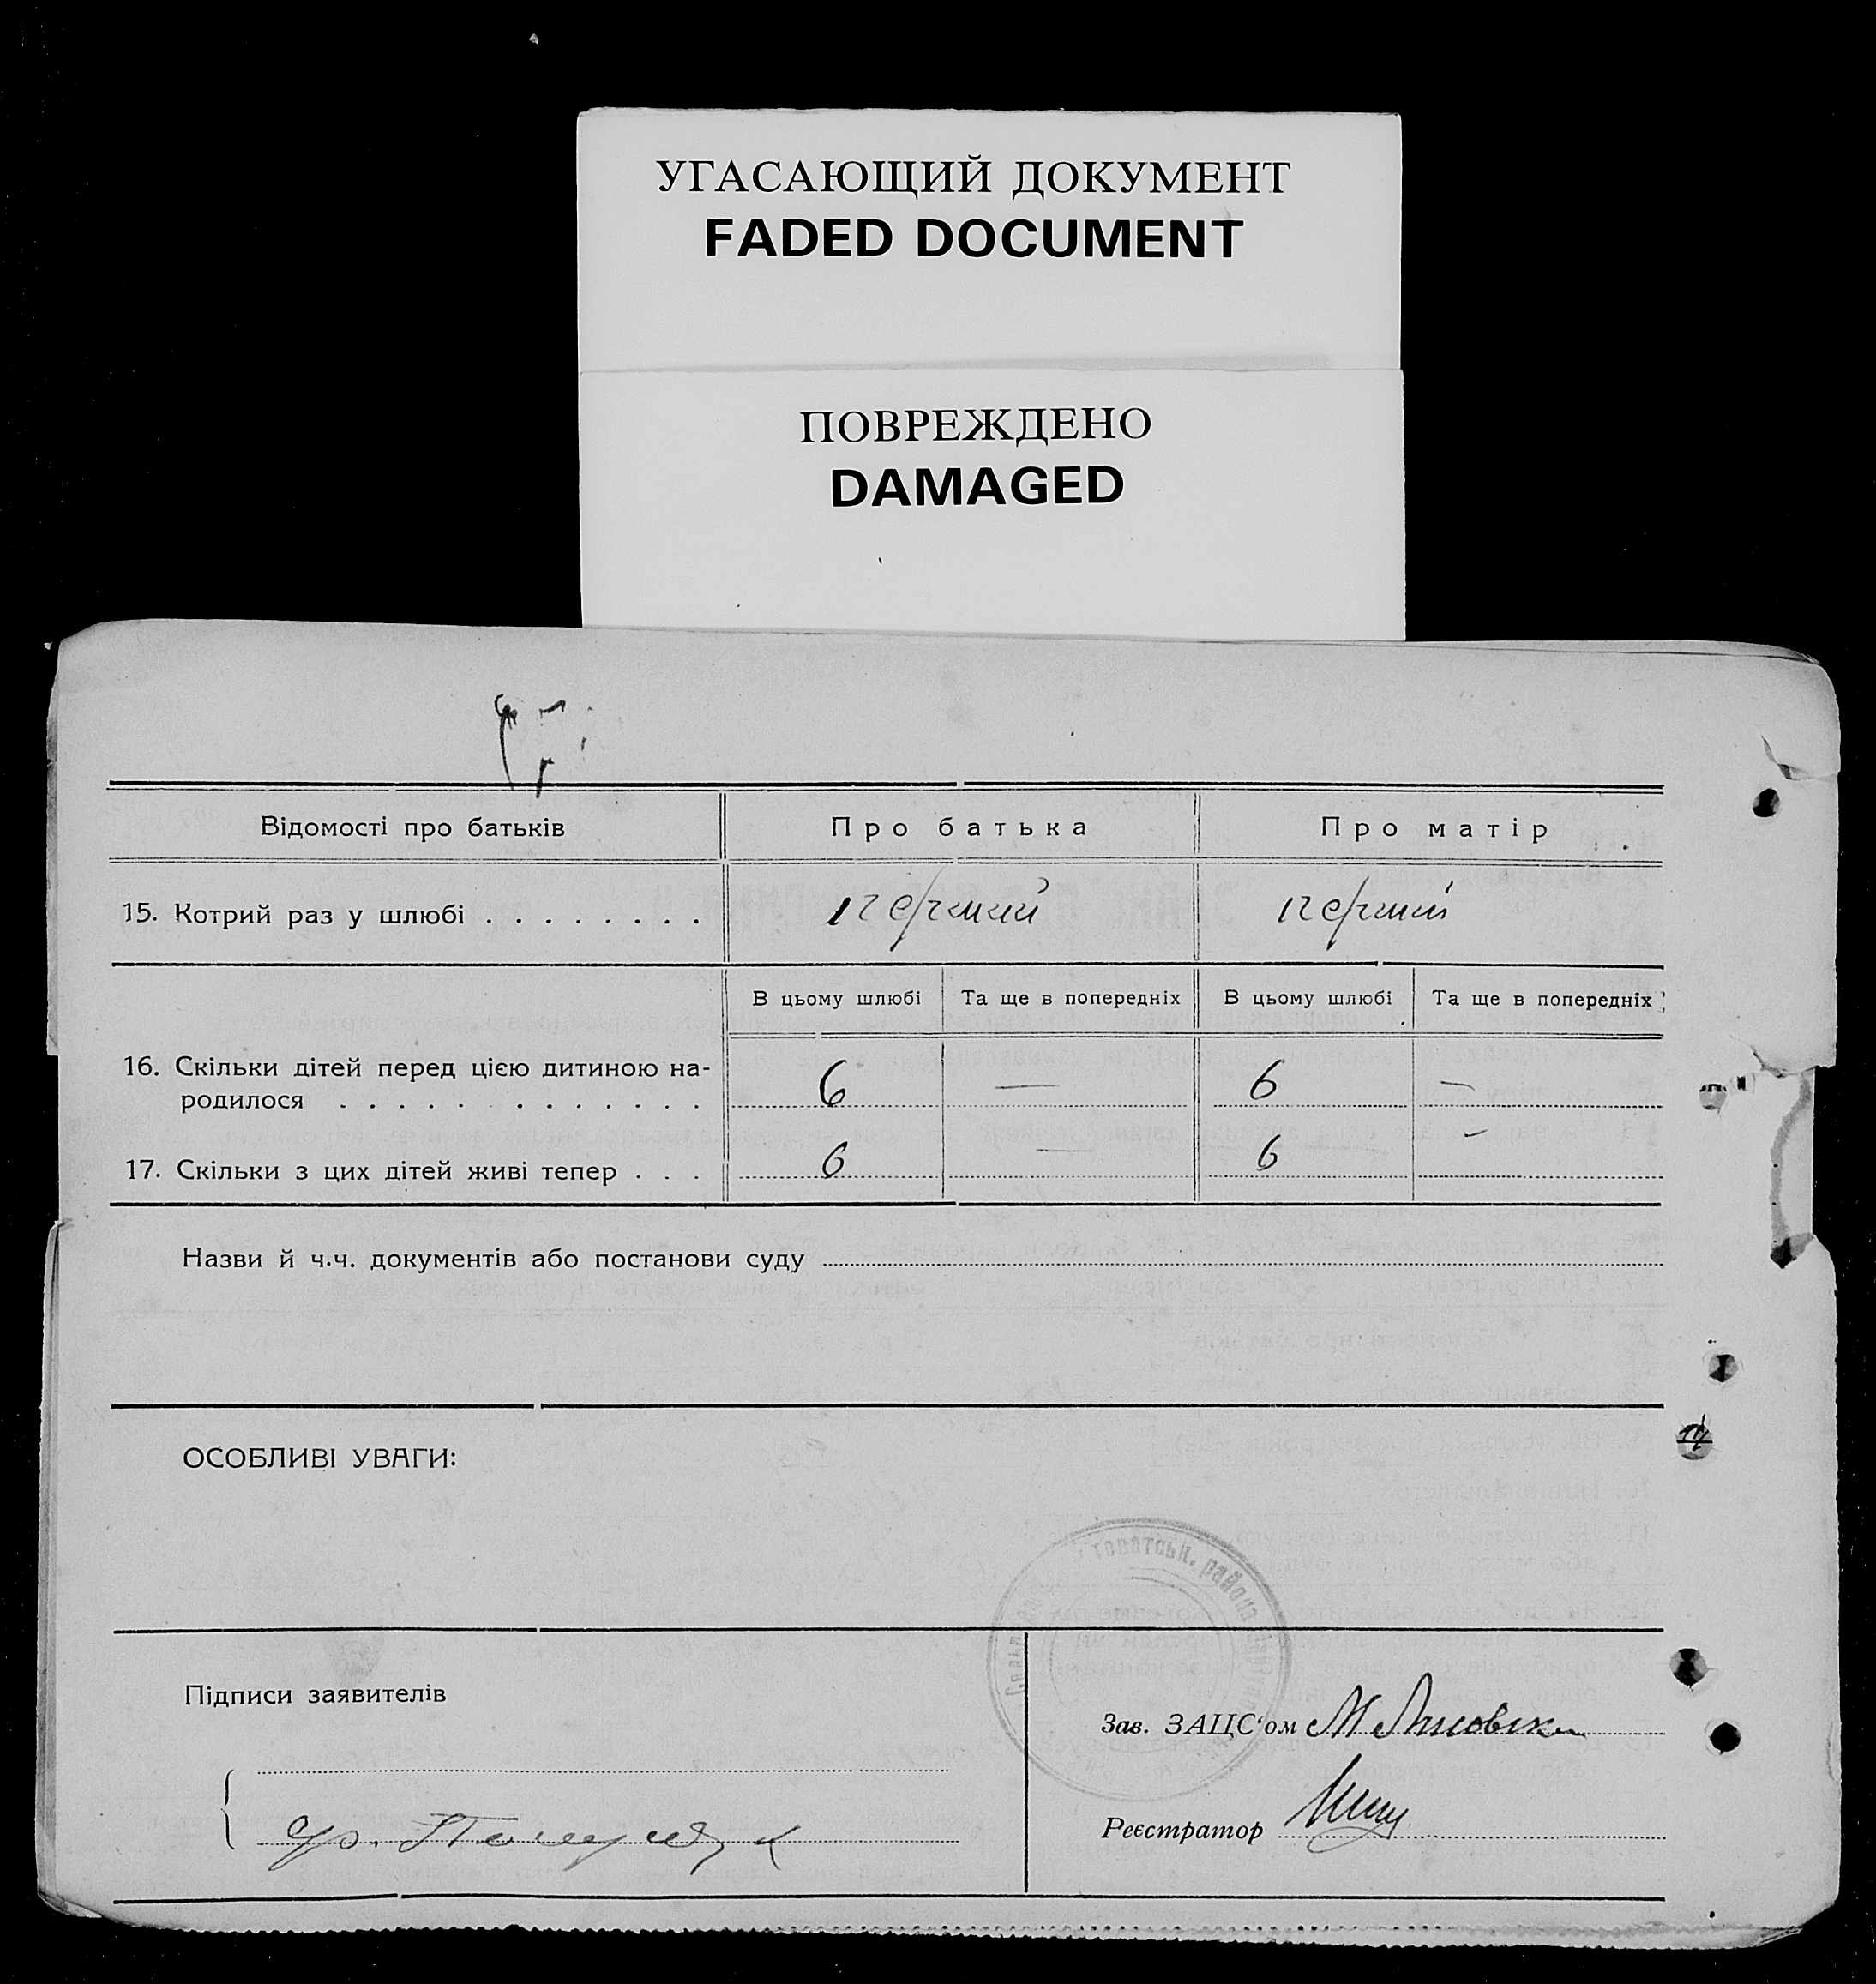 УГАСАЮЩИЙ ДОКУМЕНТ
FADED DOCUMENT
ПОВРЕЖДЕНО
DAMAGED
Відомості про батьків Про батька Про матір
15. Котрий раз у шлюбі . . . . . . . . перший перший
В цьому шлюбі Та ще в попередніх В цьому шлюбі Та ще в попередніх
16. Скільки дітей перед цією дитиною на-
родилося . . . . . . . . . . . . . 6 — 6 —
17. Скільки з цих дітей живі тепер . . . 6 — 6 —
Назви й ч.ч. документів або постанови суду
ОСОБЛИВІ УВАГИ:
товатськ. района
Підписи заявителів
Зав. ЗАЦС'ом
Реєстратор